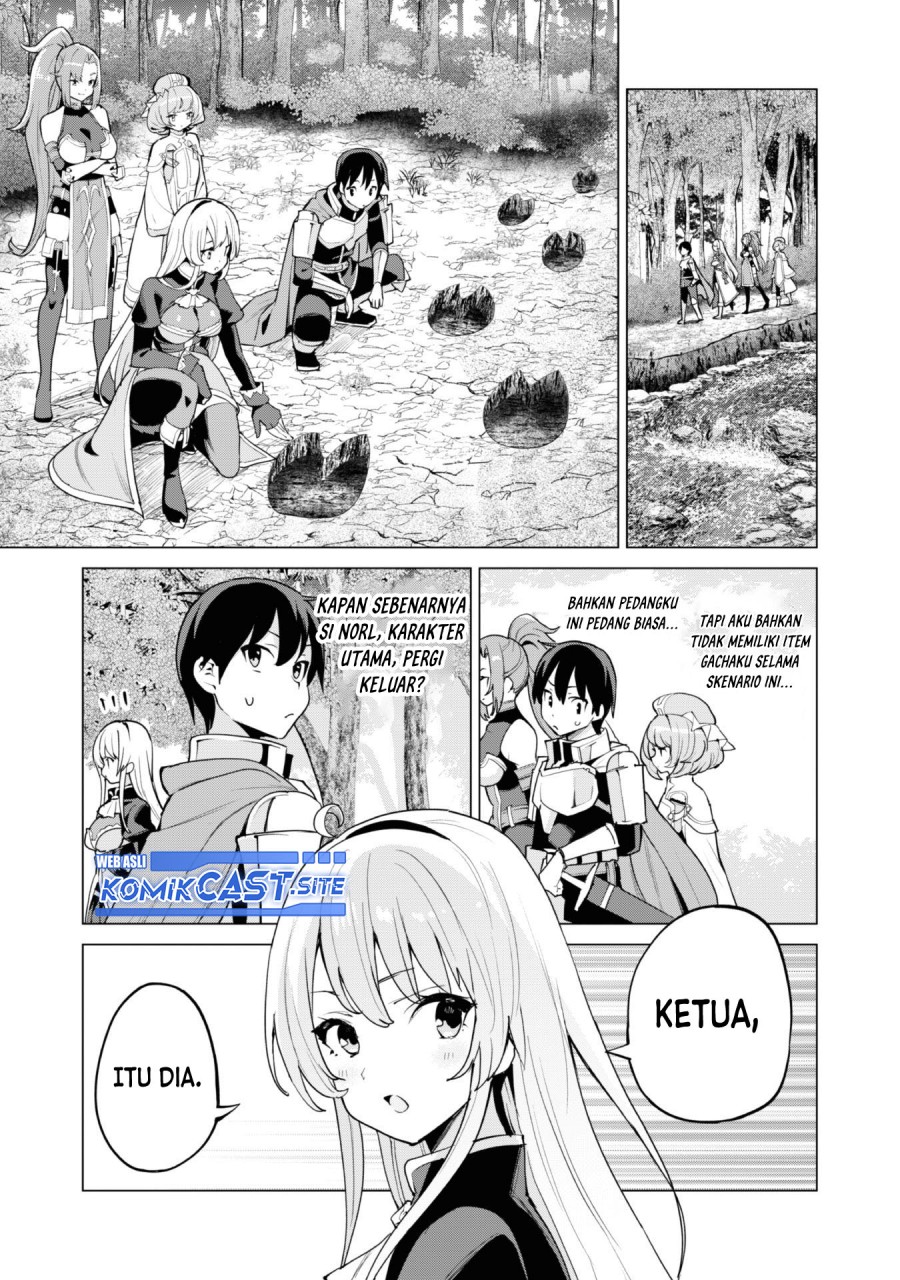 BAHKAN PEDANGKU
INI PEDANG BIASA...
TAPI AKU BAHKAN
TIDAK MEMILIKI ITEM
GACHAKU SELAMA
SKENARIO INI...
KAPAN SEBENARNYA
SI NORL, KARAKTER
UTAMA, PERGI
KELUAR?
WEB ASLI
KOMIKCAST.SITE
KETUA,
ITU DIA.